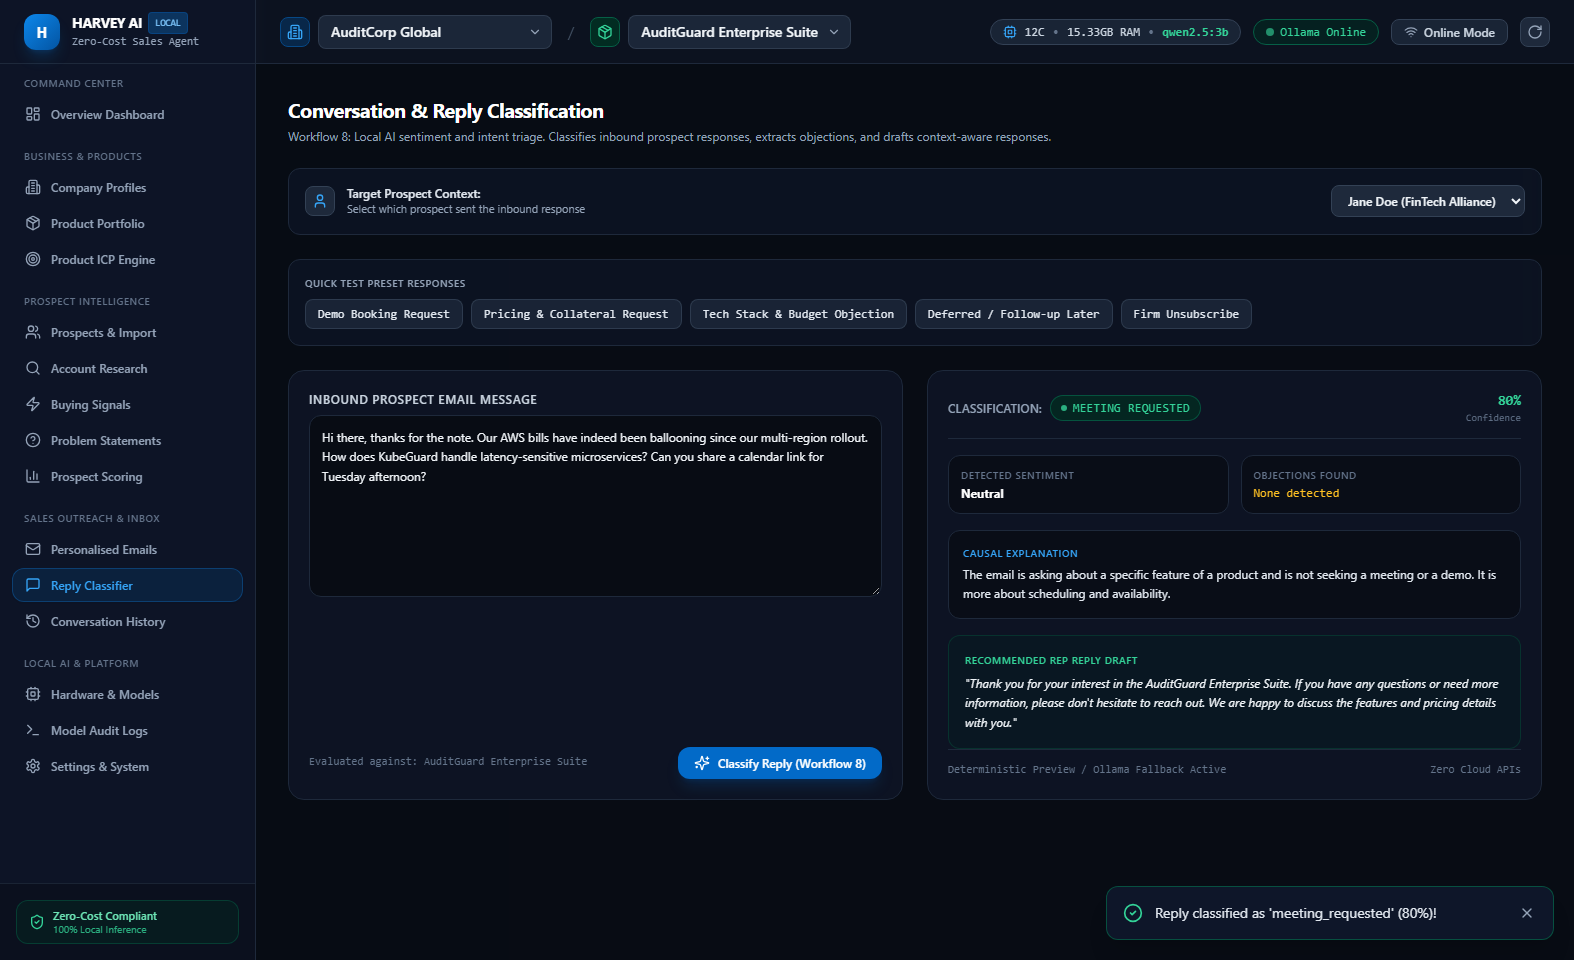 H
HARVEY AI LOCAL
Zero-Cost Sales Agent
AuditCorp Global
/
AuditGuard Enterprise Suite
12C • 15.33GB RAM • qwen2.5:3b
Ollama Online
Online Mode
COMMAND CENTER
Overview Dashboard
BUSINESS & PRODUCTS
Company Profiles
Product Portfolio
Product ICP Engine
PROSPECT INTELLIGENCE
Prospects & Import
Account Research
Buying Signals
Problem Statements
Prospect Scoring
SALES OUTREACH & INBOX
Personalised Emails
Reply Classifier
Conversation History
LOCAL AI & PLATFORM
Hardware & Models
Model Audit Logs
Settings & System
Zero-Cost Compliant
100% Local Inference
Conversation & Reply Classification
Workflow 8: Local AI sentiment and intent triage. Classifies inbound prospect responses, extracts objections, and drafts context-aware responses.
Target Prospect Context:
Select which prospect sent the inbound response
Jane Doe (FinTech Alliance)
QUICK TEST PRESET RESPONSES
Demo Booking Request
Pricing & Collateral Request
Tech Stack & Budget Objection
Deferred / Follow-up Later
Firm Unsubscribe
INBOUND PROSPECT EMAIL MESSAGE
Hi there, thanks for the note. Our AWS bills have indeed been ballooning since our multi-region rollout.
How does KubeGuard handle latency-sensitive microservices? Can you share a calendar link for
Tuesday afternoon?
Evaluated against: AuditGuard Enterprise Suite
Classify Reply (Workflow 8)
CLASSIFICATION: MEETING REQUESTED
80%
Confidence
DETECTED SENTIMENT
Neutral
OBJECTIONS FOUND
None detected
CAUSAL EXPLANATION
The email is asking about a specific feature of a product and is not seeking a meeting or a demo. It is
more about scheduling and availability.
RECOMMENDED REP REPLY DRAFT
"Thank you for your interest in the AuditGuard Enterprise Suite. If you have any questions or need more
information, please don't hesitate to reach out. We are happy to discuss the features and pricing details
with you."
Deterministic Preview / Ollama Fallback Active
Zero Cloud APIs
Reply classified as 'meeting_requested' (80%)!